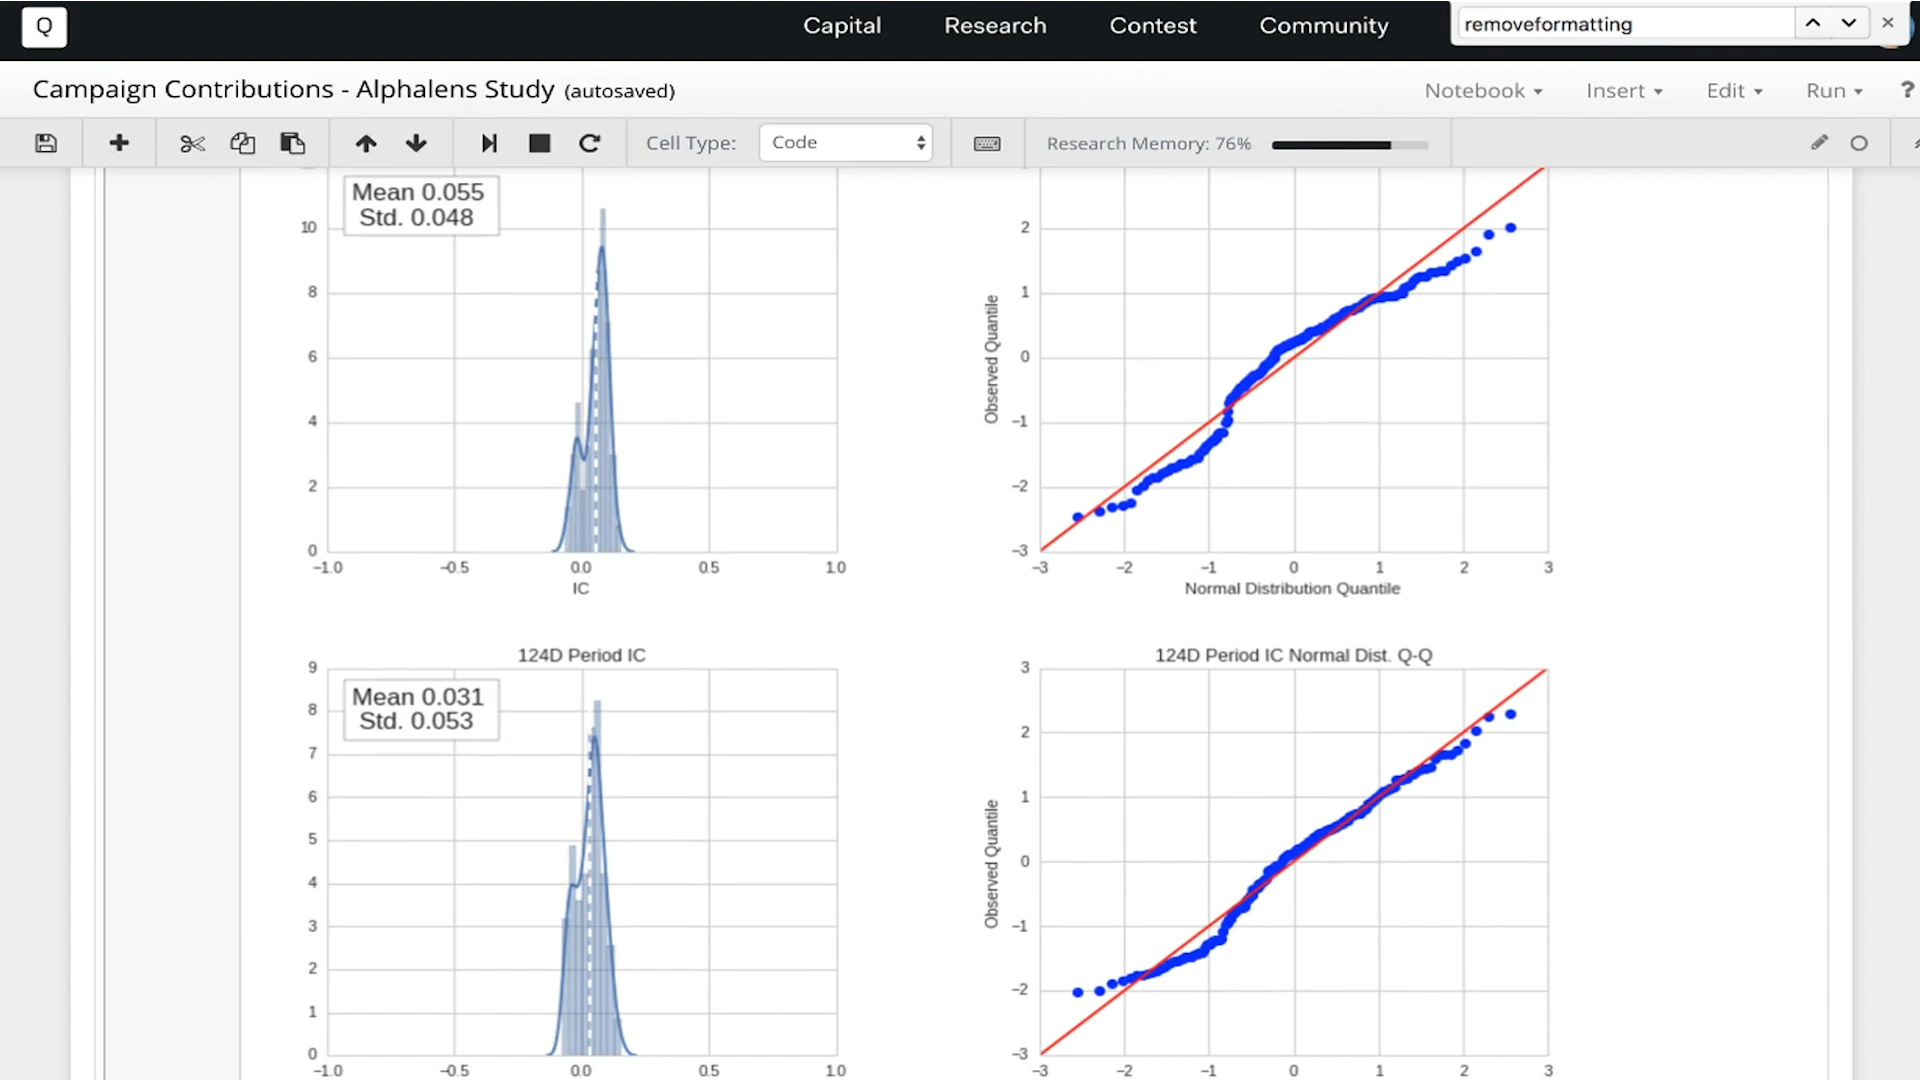 Q
Capital
Research
Contest
Community
removeformatting
Campaign Contributions - Alphalens Study (autosaved)
Notebook
Insert
Edit
Run
?
Cell Type:
Code
Research Memory: 76%
Mean 0.055
Std. 0.048
10
8
6
4
2
0
−1.0
−0.5
0.0
0.5
1.0
IC
Observed Quantile
2
1
0
−1
−2
−3
−3
−2
−1
0
1
2
3
Normal Distribution Quantile
124D Period IC
Mean 0.031
Std. 0.053
9
8
7
6
5
4
3
2
1
0
−1.0
−0.5
0.0
0.5
1.0
124D Period IC Normal Dist. Q-Q
Observed Quantile
3
2
1
0
−1
−2
−3
−3
−2
−1
0
1
2
3